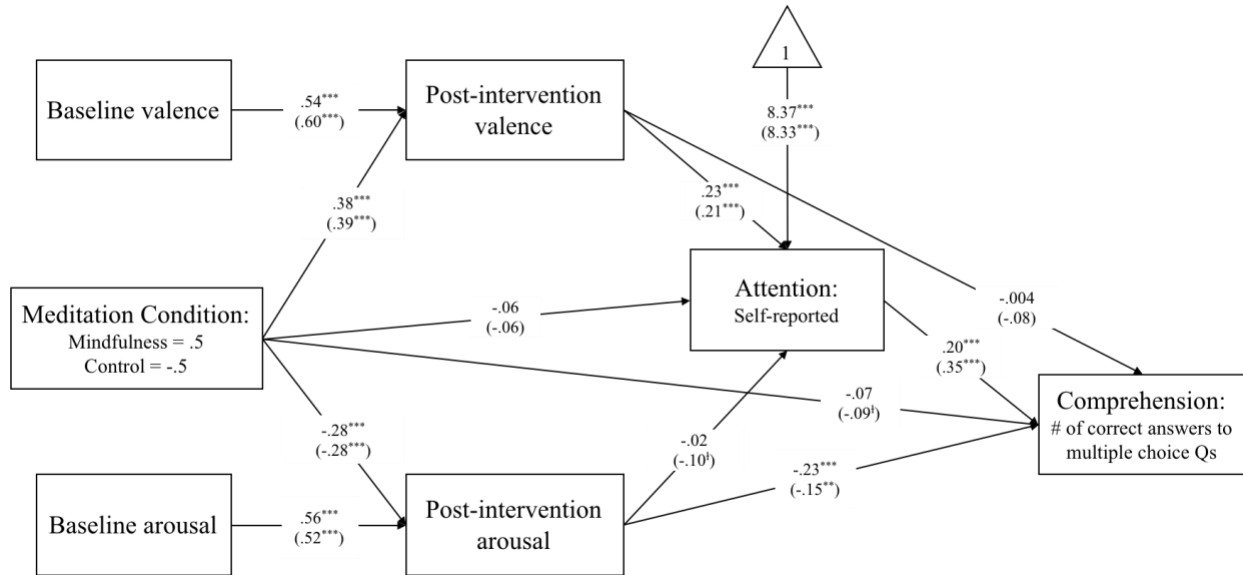 1
Baseline valence
.54***
(.60***)
Post-intervention
valence
8.37***
(8.33***)
.38***
(.39***)
.23***
(.21***)
Meditation Condition:
Mindfulness = .5
Control = -.5
-.06
(-.06)
Attention:
Self-reported
-.004
(-.08)
.20***
(.35***)
-.07
(-.09ƚ)
Comprehension:
# of correct answers to
multiple choice Qs
-.28***
(-.28***)
-.02
(-.10ƚ)
-.23***
(-.15**)
Baseline arousal
.56***
(.52***)
Post-intervention
arousal